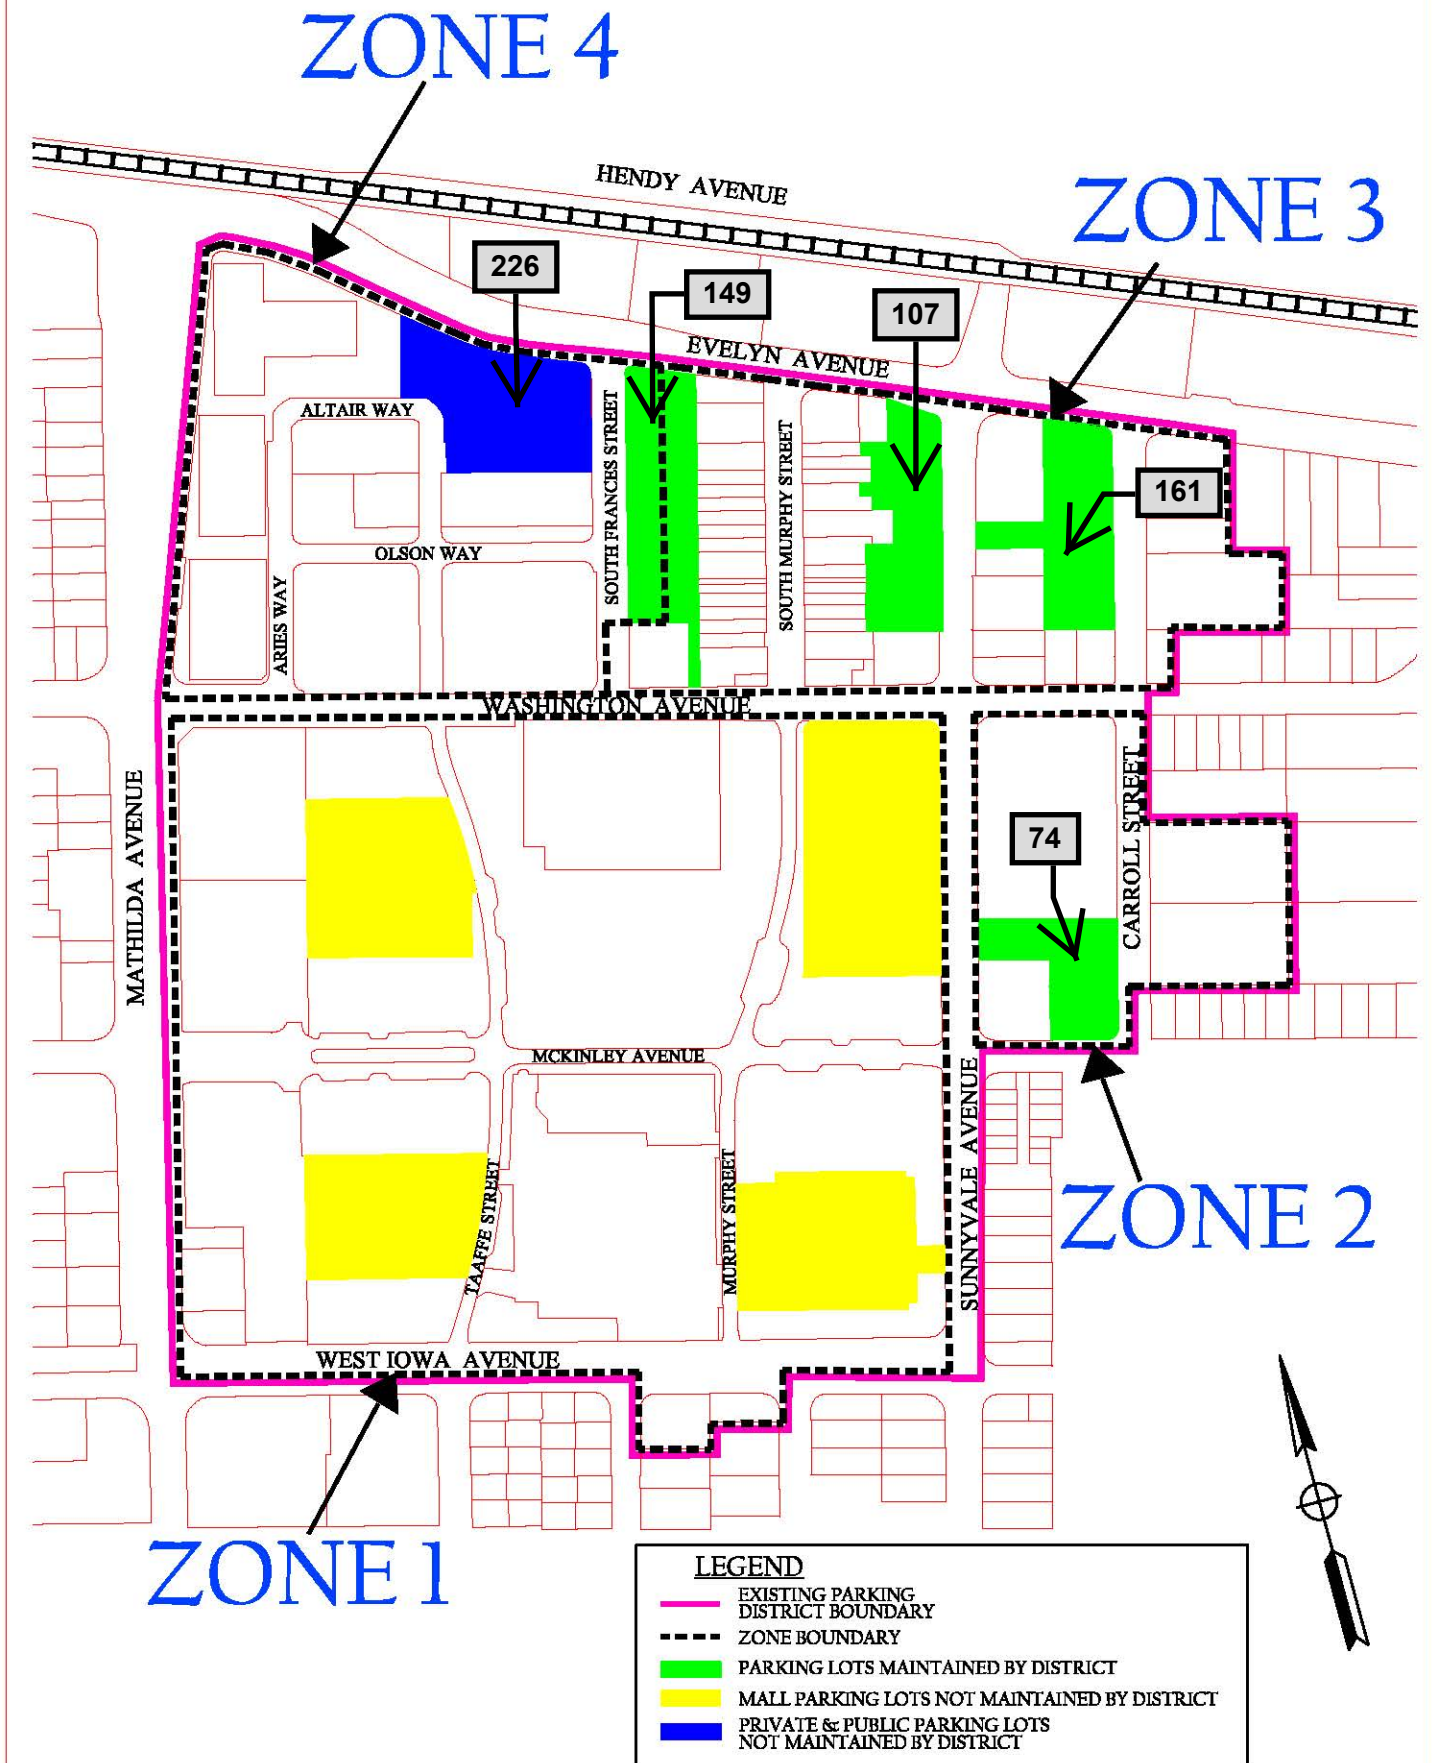 ZONE 4
HENDY AVENUE
ZONE 3
226
149
107
EVELYN AVENUE
ALTAIR WAY
SOUTH FRANCES STREET
SOUTH MURPHY STREET
161
OLSON WAY
ARIES WAY
WASHINGTON AVENUE
MATHILDA AVENUE
CARROLL STREET
74
MCKINLEY AVENUE
TAAFFE STREET
MURPHY STREET
SUNNYVALE AVENUE
ZONE 2
WEST IOWA AVENUE
ZONE 1
LEGEND
EXISTING PARKING
DISTRICT BOUNDARY
ZONE BOUNDARY
PARKING LOTS MAINTAINED BY DISTRICT
MALL PARKING LOTS NOT MAINTAINED BY DISTRICT
PRIVATE & PUBLIC PARKING LOTS
NOT MAINTAINED BY DISTRICT